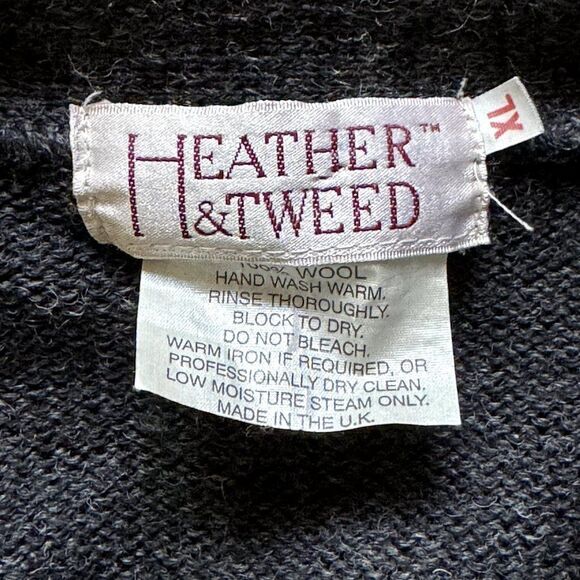 HEATHER™
& TWEED
XL
100% WOOL
HAND WASH WARM.
RINSE THOROUGHLY.
BLOCK TO DRY.
DO NOT BLEACH.
WARM IRON IF REQUIRED, OR
PROFESSIONALLY DRY CLEAN.
LOW MOISTURE STEAM ONLY.
MADE IN THE U.K.